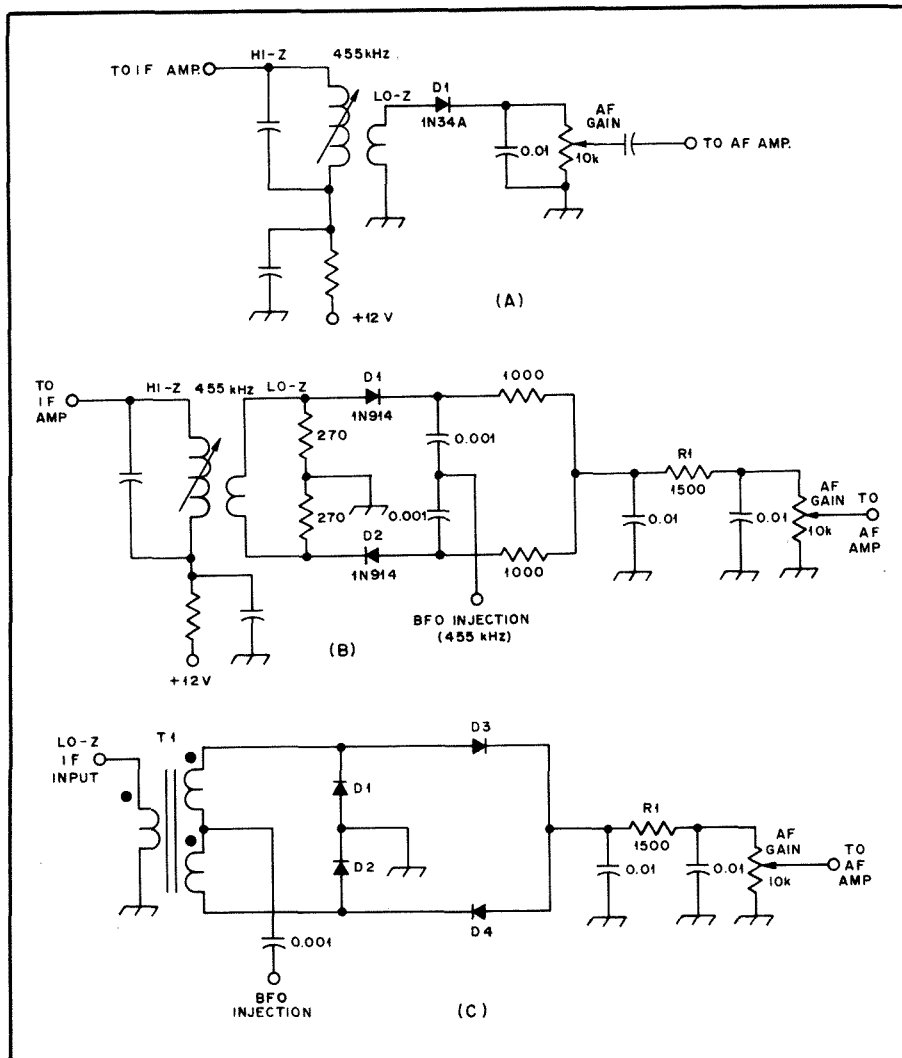 HI-Z 455kHz
TO IF AMP.
LO-Z
D1
1N34A
AF
GAIN
0.01
10k
TO AF AMP.
+12 V
(A)
TO
IF
AMP
HI-Z 455 kHz LO-Z
D1
1N914
1000
270
0.001
270
0.001
D2
1N914
1000
R1
1500
0.01
0.01
AF
GAIN
10k
TO
AF
AMP
BFO INJECTION
(455 kHz)
+12V
(B)
LO-Z
IF
INPUT
T1
D3
D1
D2
D4
R1
1500
0.01
0.01
AF
GAIN
10k
TO
AF
AMP
0.001
BFO
INJECTION
(C)